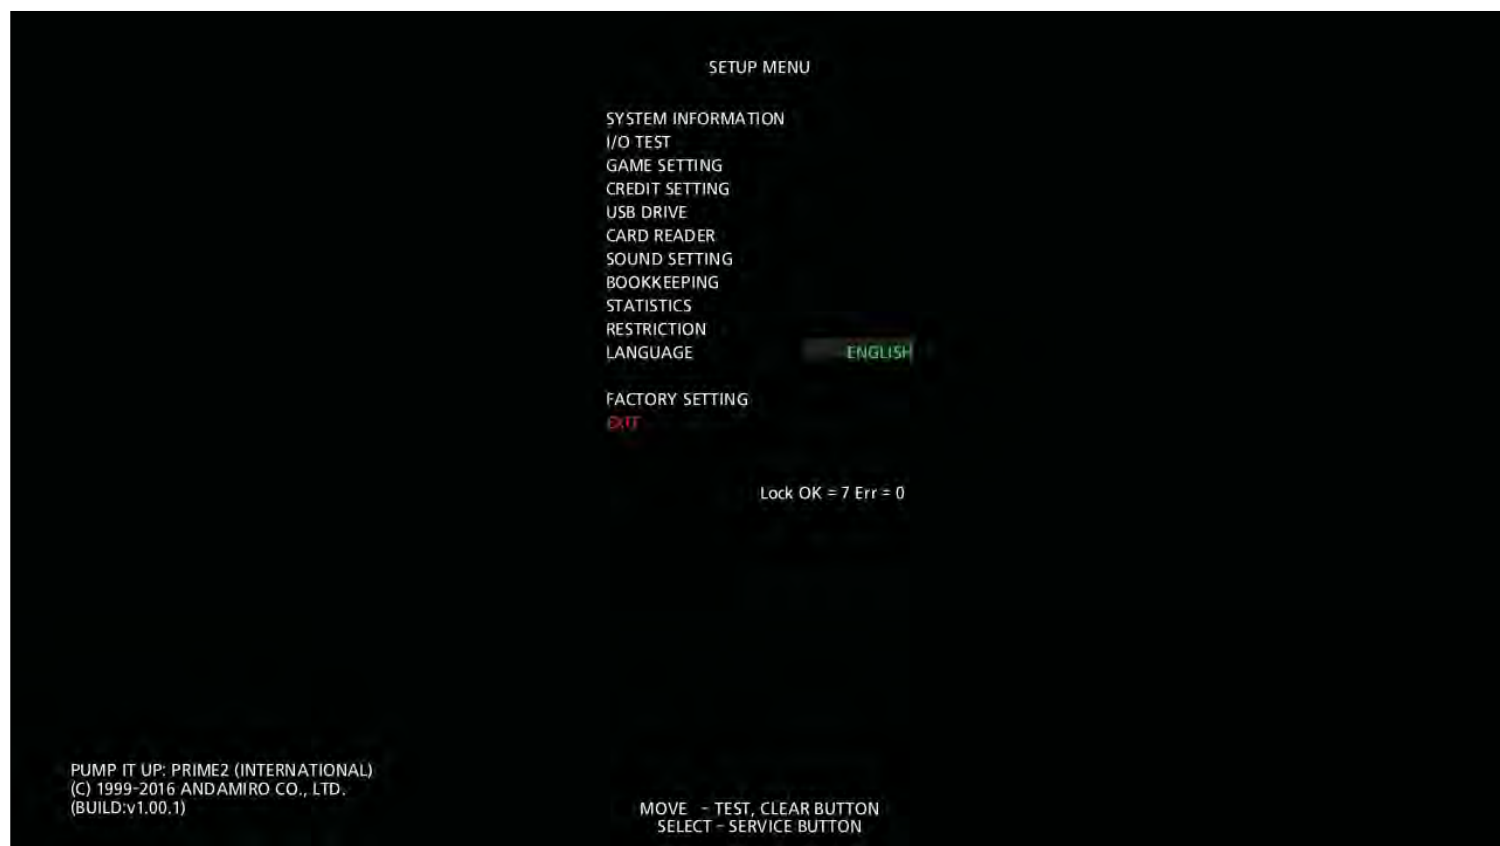 SETUP MENU
SYSTEM INFORMATION
I/O TEST
GAME SETTING
CREDIT SETTING
USB DRIVE
CARD READER
SOUND SETTING
BOOKKEEPING
STATISTICS
RESTRICTION
LANGUAGE ENGLISH
FACTORY SETTING
EXIT
Lock OK = 7 Err = 0
PUMP IT UP: PRIME2 (INTERNATIONAL)
(C) 1999-2016 ANDAMIRO CO., LTD.
(BUILD:v1.00.1)
MOVE - TEST, CLEAR BUTTON
SELECT - SERVICE BUTTON